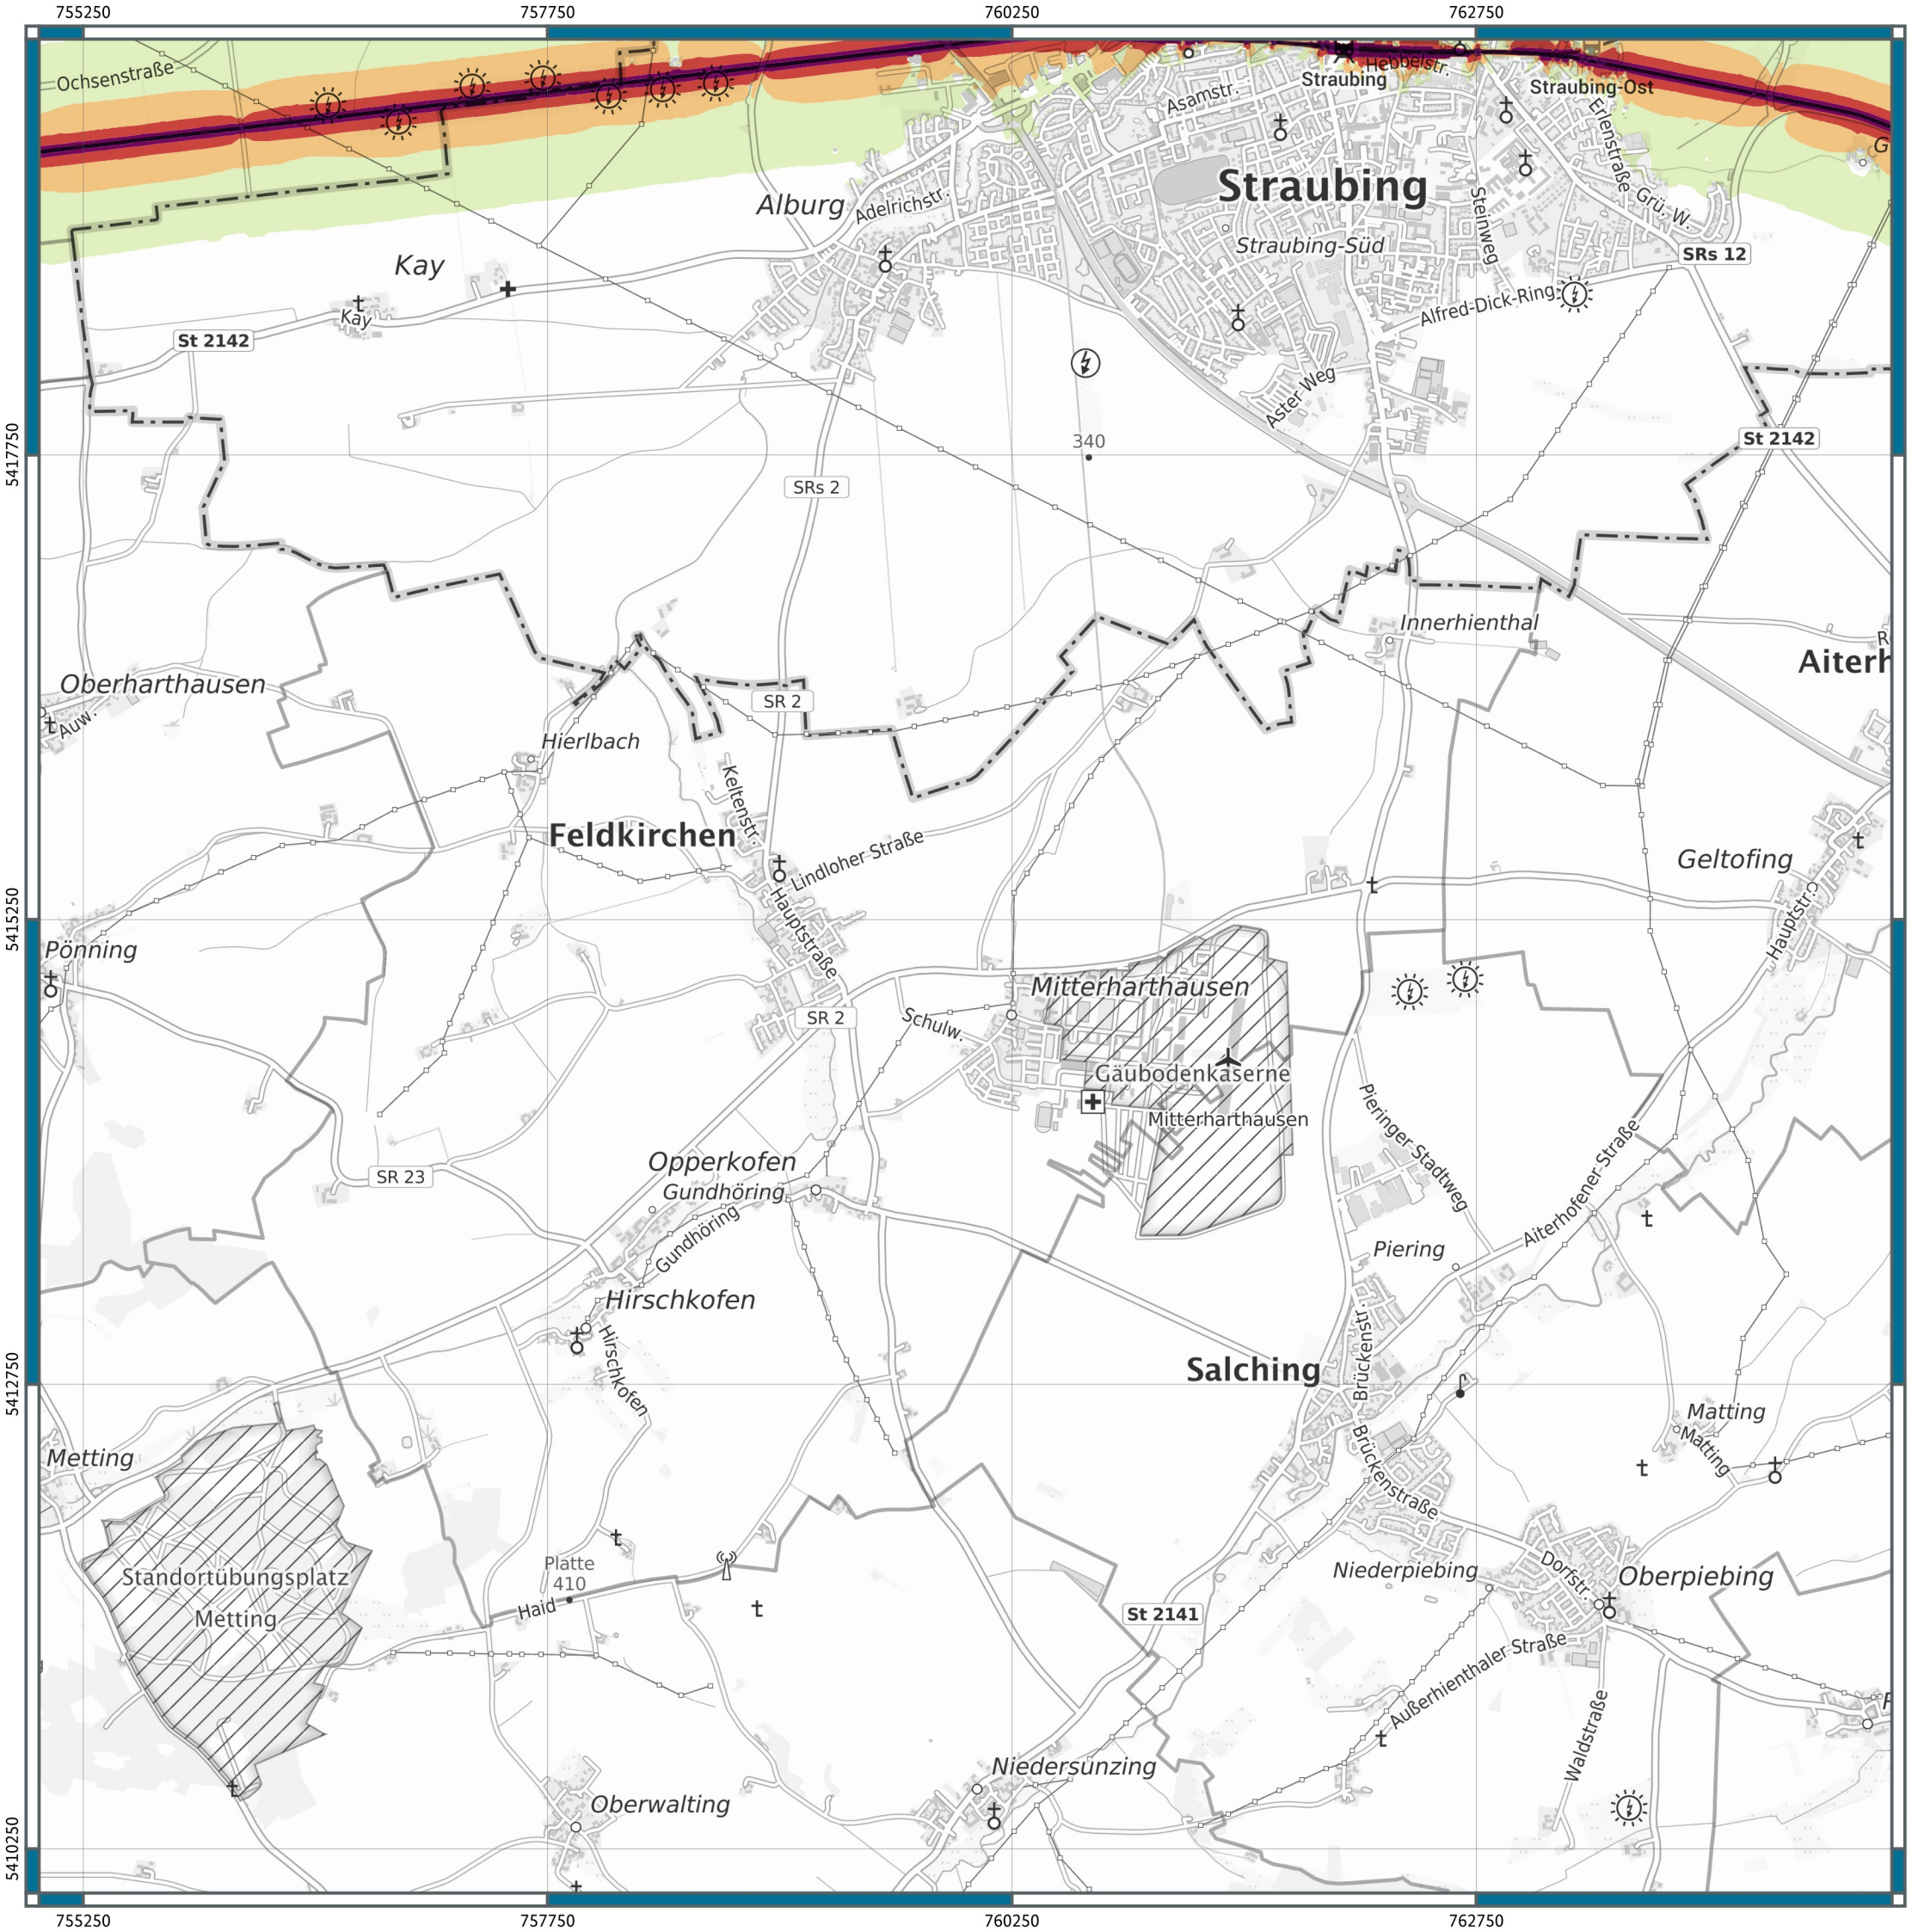 755250
757750
760250
762750
Ochsenstraße
Hebbelstr.
Straubing
Straubing-Ost
Asamstr.
Erlenstraße
G
Straubing
Alburg
Adelrichstr.
Steinweg
Grü. W.
Straubing-Süd
SRs 12
Kay
Kay
Alfred-Dick-Ring
St 2142
Aster Weg
340
St 2142
5417750
SRs 2
Innerhienthal
R
Aiterh
Oberharthausen
Auw.
SR 2
Hierlbach
Keltenstr.
Feldkirchen
Lindloher Straße
Geltofing
Hauptstr.
5415250
Hauptstraße
Pönning
Mitterharthausen
SR 2
Schulw.
Gäubodenkaserne
Mitterharthausen
Pieringer Stadtweg
Aiterhofener Straße
Opperkofen
SR 23
Gundhöring
Gundhöring
Piering
Hirschkofen
Hirschkofen
Brückenstr.
Salching
5412750
Matting
Matting
Metting
Brückenstraße
Platte
410
Standortübungsplatz
Metting
Haid
Niederpiebing
Dorfstr.
Oberpiebing
St 2141
Außerhienthaler Straße
Waldstraße
F
Niedersunzing
Oberwalting
5410250
755250
757750
760250
762750